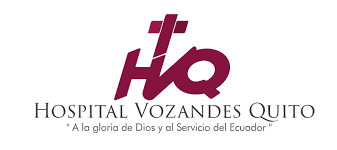 HVQ
HOSPITAL VOZANDES QUITO
" A la gloria de Dios y al Servicio del Ecuador "